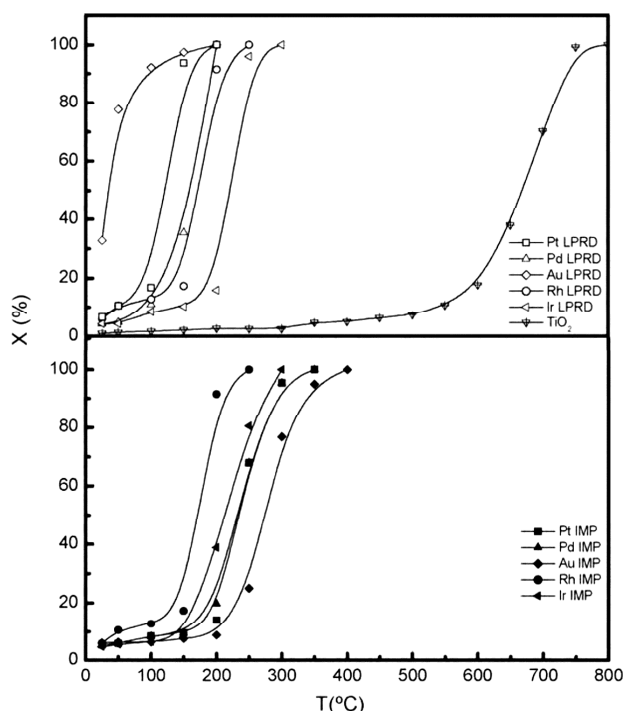 100
80
60
40
20
0
Pt LPRD
Pd LPRD
Au LPRD
Rh LPRD
Ir LPRD
TiO₂
X (%)
100
80
60
40
20
0
Pt IMP
Pd IMP
Au IMP
Rh IMP
Ir IMP
0 100 200 300 400 500 600 700 800
T(ºC)